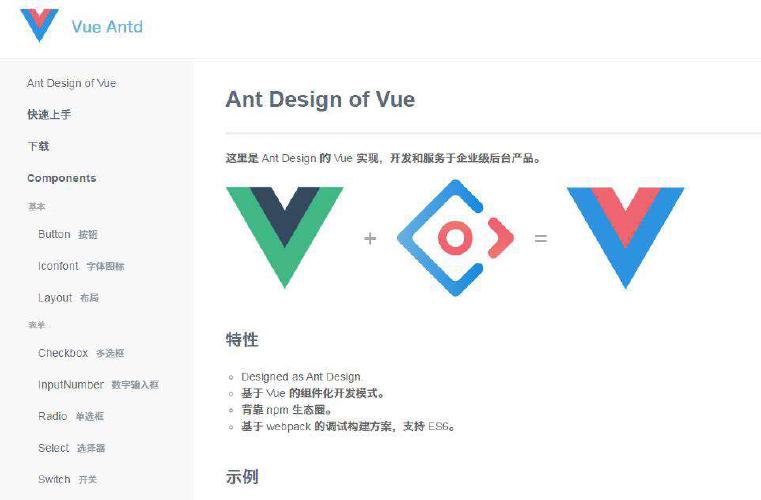 Vue Antd
Ant Design of Vue
快速上手
下载
Components
基本
Button 按钮
Iconfont 字体图标
Layout 布局
表单
Checkbox 多选框
InputNumber 数字输入框
Radio 单选框
Select 选择器
Switch 开关
Ant Design of Vue
这里是 Ant Design 的 Vue 实现，开发和服务于企业级后台产品。
+ =
特性
Designed as Ant Design.
基于 Vue 的组件化开发模式。
背靠 npm 生态圈。
基于 webpack 的调试构建方案，支持 ES6。
示例